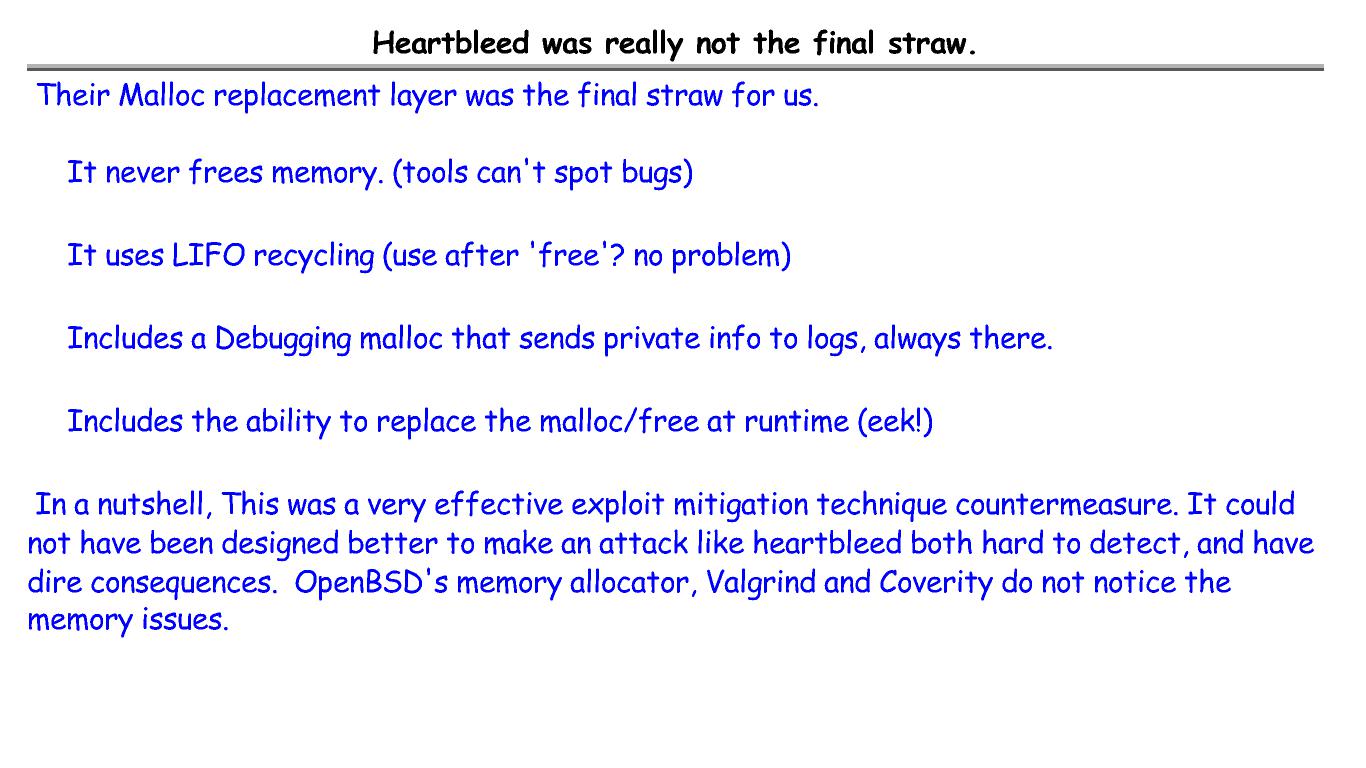 Heartbleed was really not the final straw.
Their Malloc replacement layer was the final straw for us.
It never frees memory. (tools can't spot bugs)
It uses LIFO recycling (use after 'free'? no problem)
Includes a Debugging malloc that sends private info to logs, always there.
Includes the ability to replace the malloc/free at runtime (eek!)
In a nutshell, This was a very effective exploit mitigation technique countermeasure. It could
not have been designed better to make an attack like heartbleed both hard to detect, and have
dire consequences.  OpenBSD's memory allocator, Valgrind and Coverity do not notice the
memory issues.